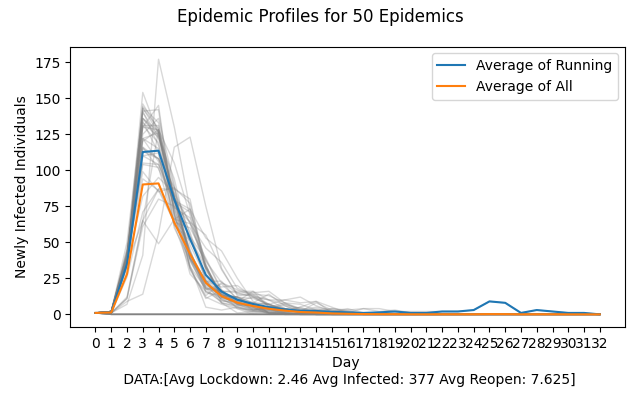 Epidemic Profiles for 50 Epidemics
Average of Running
Average of All
Newly Infected Individuals
175
150
125
100
75
50
25
0
0 1 2 3 4 5 6 7 8 9 10 11 12 13 14 15 16 17 18 19 20 21 22 23 24 25 26 27 28 29 30 31 32
Day
DATA:[Avg Lockdown: 2.46 Avg Infected: 377 Avg Reopen: 7.625]